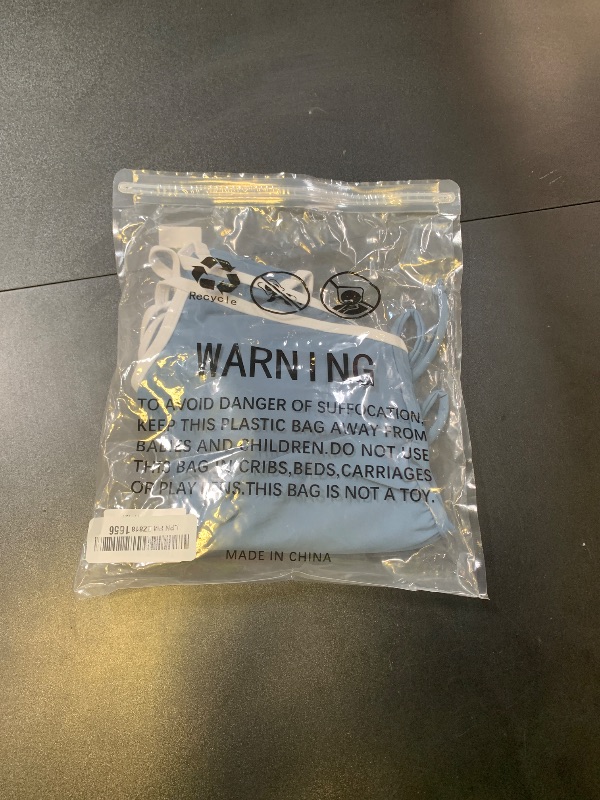 Recycle
WARNING
TO AVOID DANGER OF SUFFOCATION,
KEEP THIS PLASTIC BAG AWAY FROM
BABIES AND CHILDREN.DO NOT USE
THIS BAG IN CRIBS,BEDS,CARRIAGES
OR PLAY PENS.THIS BAG IS NOT A TOY.
1656
MADE IN CHINA